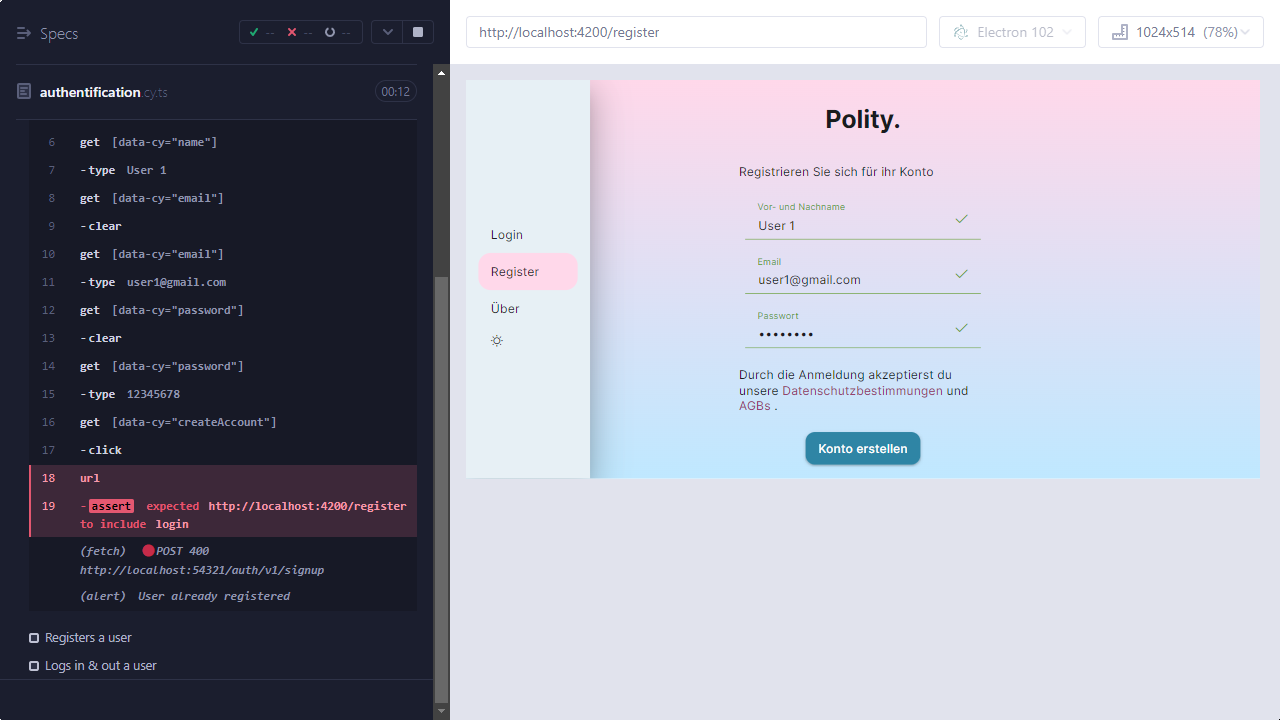 Specs
--
--
--
authentification.cy.ts
00:12
6 get [data-cy="name"]
7 -type User 1
8 get [data-cy="email"]
9 -clear
10 get [data-cy="email"]
11 -type user1@gmail.com
12 get [data-cy="password"]
13 -clear
14 get [data-cy="password"]
15 -type 12345678
16 get [data-cy="createAccount"]
17 -click
18 url
19 -assert expected http://localhost:4200/register
to include login
(fetch) POST 400
http://localhost:54321/auth/v1/signup
(alert) User already registered
Registers a user
Logs in & out a user
http://localhost:4200/register
Electron 102
1024x514 (78%)
Login
Register
Über
Polity.
Registrieren Sie sich für ihr Konto
Vor- und Nachname
User 1
Email
user1@gmail.com
Passwort
••••••••
Durch die Anmeldung akzeptierst du
unsere Datenschutzbestimmungen und
AGBs .
Konto erstellen